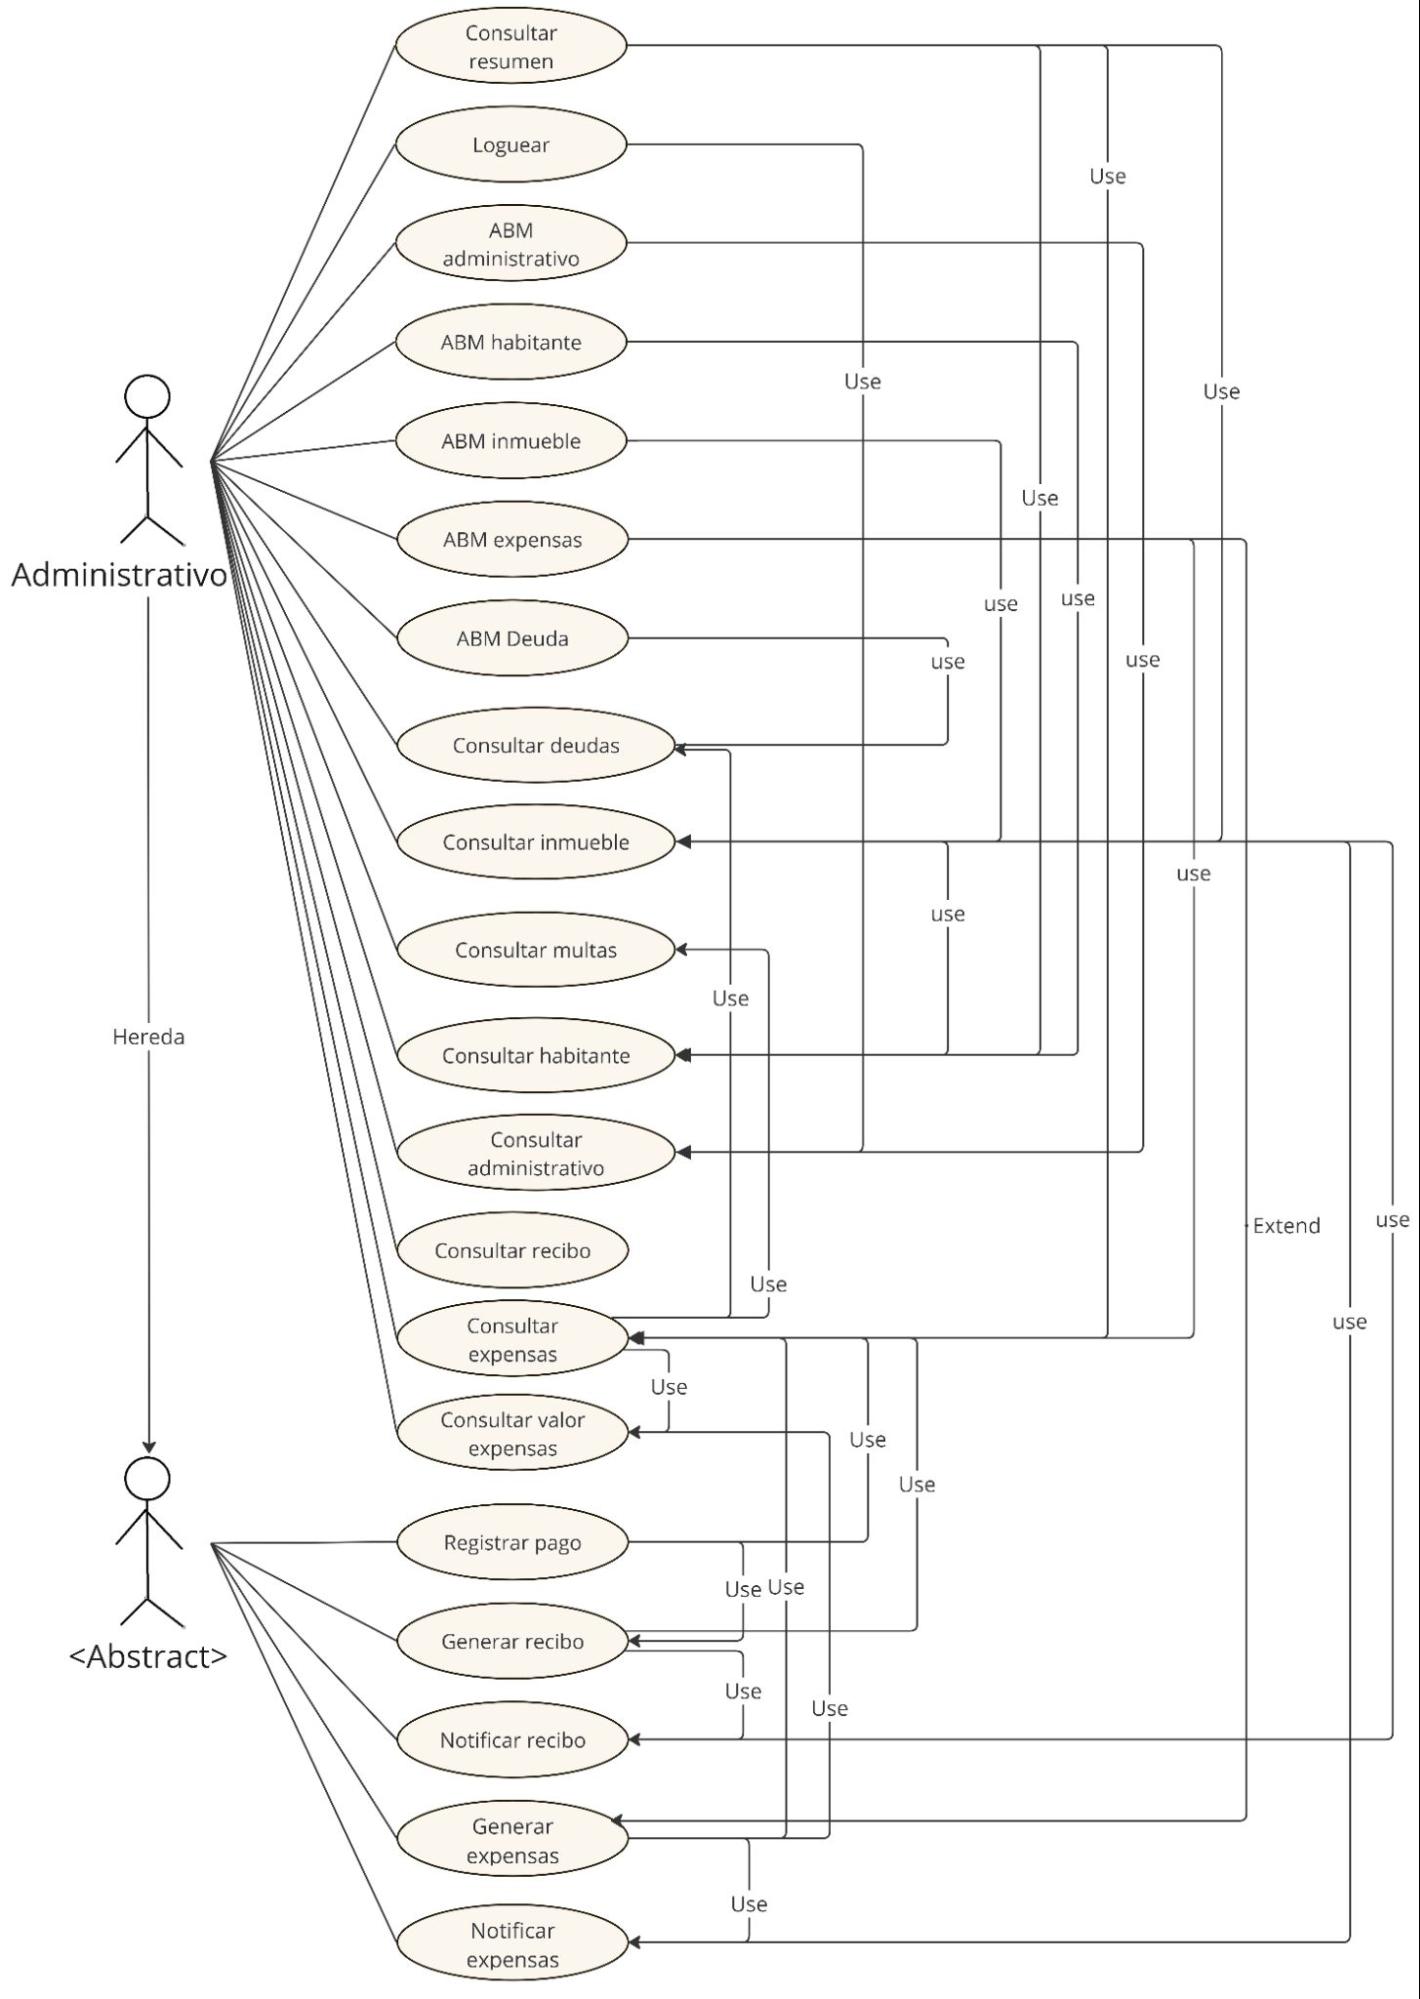 Consultar
resumen
Loguear
Use
ABM
administrativo
ABM habitante
Use
Use
ABM inmueble
Use
ABM expensas
Administrativo
use
use
ABM Deuda
use
use
Consultar deudas
Consultar inmueble
use
use
Consultar multas
Use
Hereda
Consultar habitante
Consultar
administrativo
use
Extend
Consultar recibo
Use
use
Consultar
expensas
Use
Consultar valor
expensas
Use
Use
Registrar pago
Use
Use
Generar recibo
<Abstract>
Use
Use
Notificar recibo
Generar
expensas
Use
Notificar
expensas